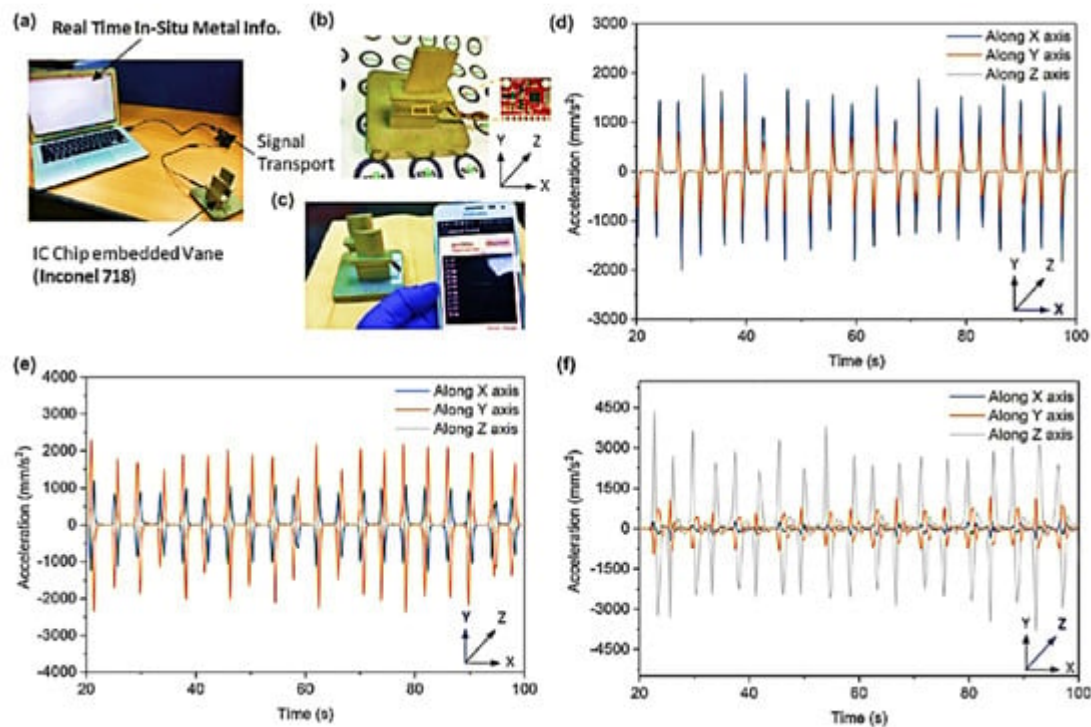 (a)
Real Time In-Situ Metal Info.
Signal
Transport
IC Chip embedded Vane
(Inconel 718)
(b)
Y
Z
X
(c)
(d)
Along X axis
Along Y axis
Along Z axis
Acceleration (mm/s²)
3000
2000
1000
0
-1000
-2000
-3000
20
40
60
80
100
Time (s)
Y
Z
X
(e)
Along X axis
Along Y axis
Along Z axis
Acceleration (mm/s²)
4000
3000
2000
1000
0
-1000
-2000
-3000
-4000
20
40
60
80
100
Time (s)
Y
Z
X
(f)
Along X axis
Along Y axis
Along Z axis
Acceleration (mm/s²)
4500
3000
1500
0
-1500
-3000
-4500
20
40
60
80
100
Time (s)
Y
Z
X